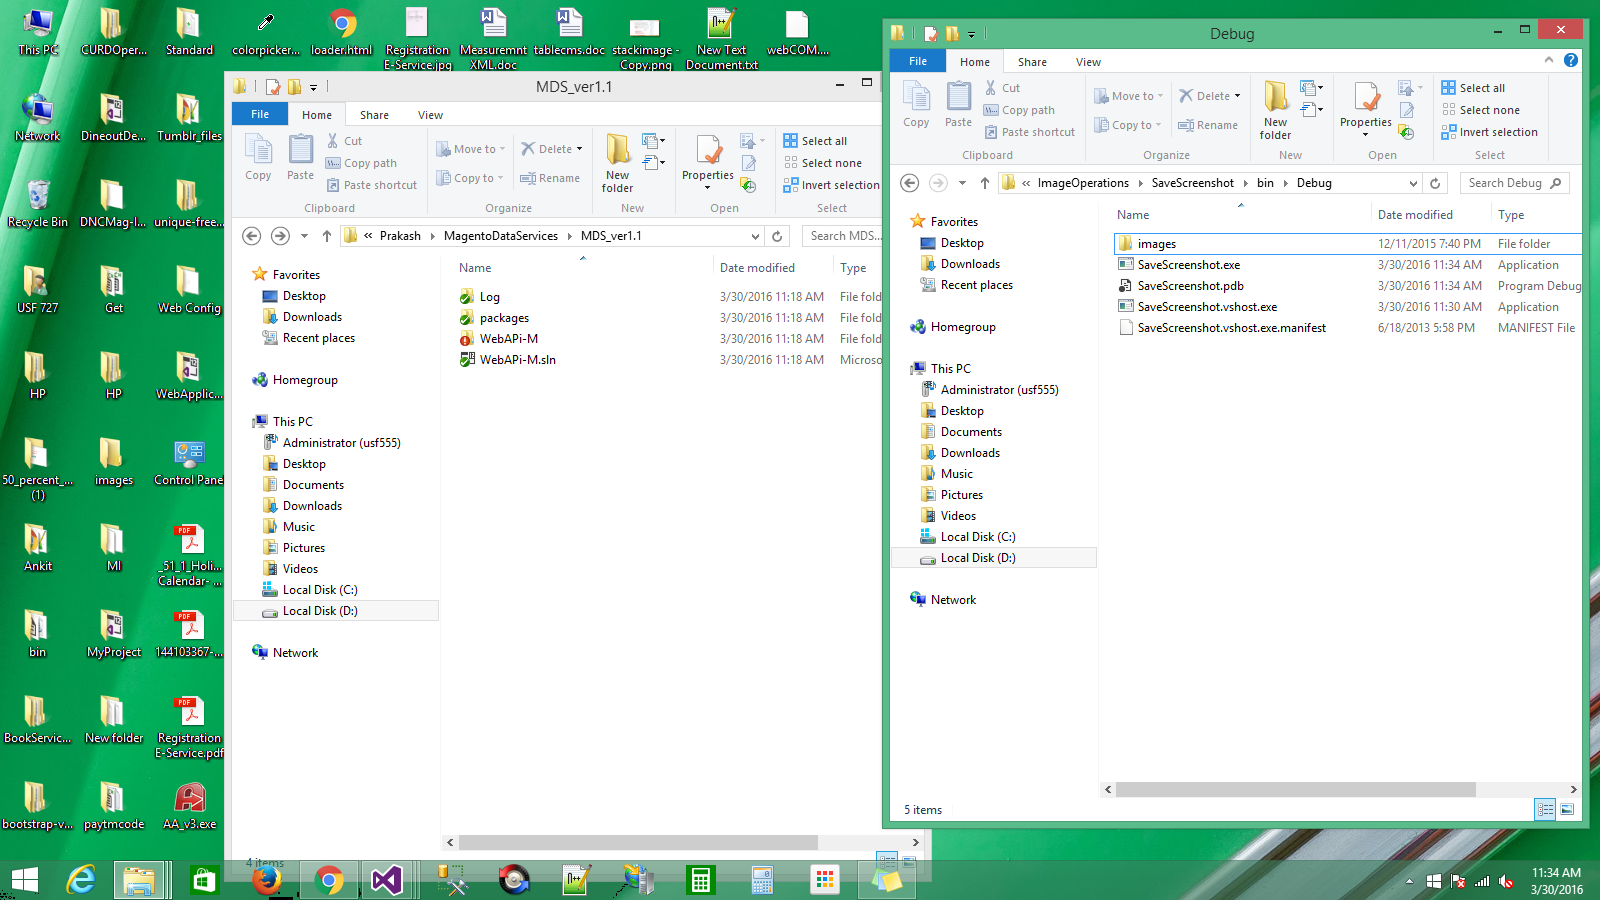 This PC
CURDOper...
Standard
colorpicker...
loader.html
Registration
E-Service.jpg
Measuremnt
XML.doc
tablecms.doc
stackimage -
Copy.png
New Text
Document.txt
webCOM....
Network
DineoutDe...
Tumblr_files
Recycle Bin
DNCMag-I...
unique-free...
USF 727
Get
Web Config
HP
HP
WebApplic...
50_percent_...
(1)
images
Control Pane
Ankit
MI
_51_1_Holi...
Calendar- ...
bin
MyProject
144103367-...
BookServic...
New folder
Registration
E-Service.pdf
bootstrap-v...
paytmcode
AA_v3.exe
MDS_ver1.1
File
Home
Share
View
Copy
Paste
Cut
Copy path
Paste shortcut
Clipboard
Move to
Copy to
Delete
Rename
Organize
New
folder
New
Properties
Open
Select all
Select none
Invert selection
Select
« Prakash MagentoDataServices MDS_ver1.1
Search MDS...
Favorites
Desktop
Downloads
Recent places
Homegroup
This PC
Administrator (usf555)
Desktop
Documents
Downloads
Music
Pictures
Videos
Local Disk (C:)
Local Disk (D:)
Network
Name Date modified Type
Log 3/30/2016 11:18 AM File fold
packages 3/30/2016 11:18 AM File fold
WebAPi-M 3/30/2016 11:18 AM File fold
WebAPi-M.sln 3/30/2016 11:18 AM Microso
4 items
Debug
File
Home
Share
View
Copy
Paste
Cut
Copy path
Paste shortcut
Clipboard
Move to
Copy to
Delete
Rename
Organize
New
folder
New
Properties
Open
Select all
Select none
Invert selection
Select
« ImageOperations SaveScreenshot bin Debug
Search Debug
Favorites
Desktop
Downloads
Recent places
Homegroup
This PC
Administrator (usf555)
Desktop
Documents
Downloads
Music
Pictures
Videos
Local Disk (C:)
Local Disk (D:)
Network
Name Date modified Type
images 12/11/2015 7:40 PM File folder
SaveScreenshot.exe 3/30/2016 11:34 AM Application
SaveScreenshot.pdb 3/30/2016 11:34 AM Program Debug
SaveScreenshot.vshost.exe 3/30/2016 11:30 AM Application
SaveScreenshot.vshost.exe.manifest 6/18/2013 5:58 PM MANIFEST File
5 items
11:34 AM
3/30/2016